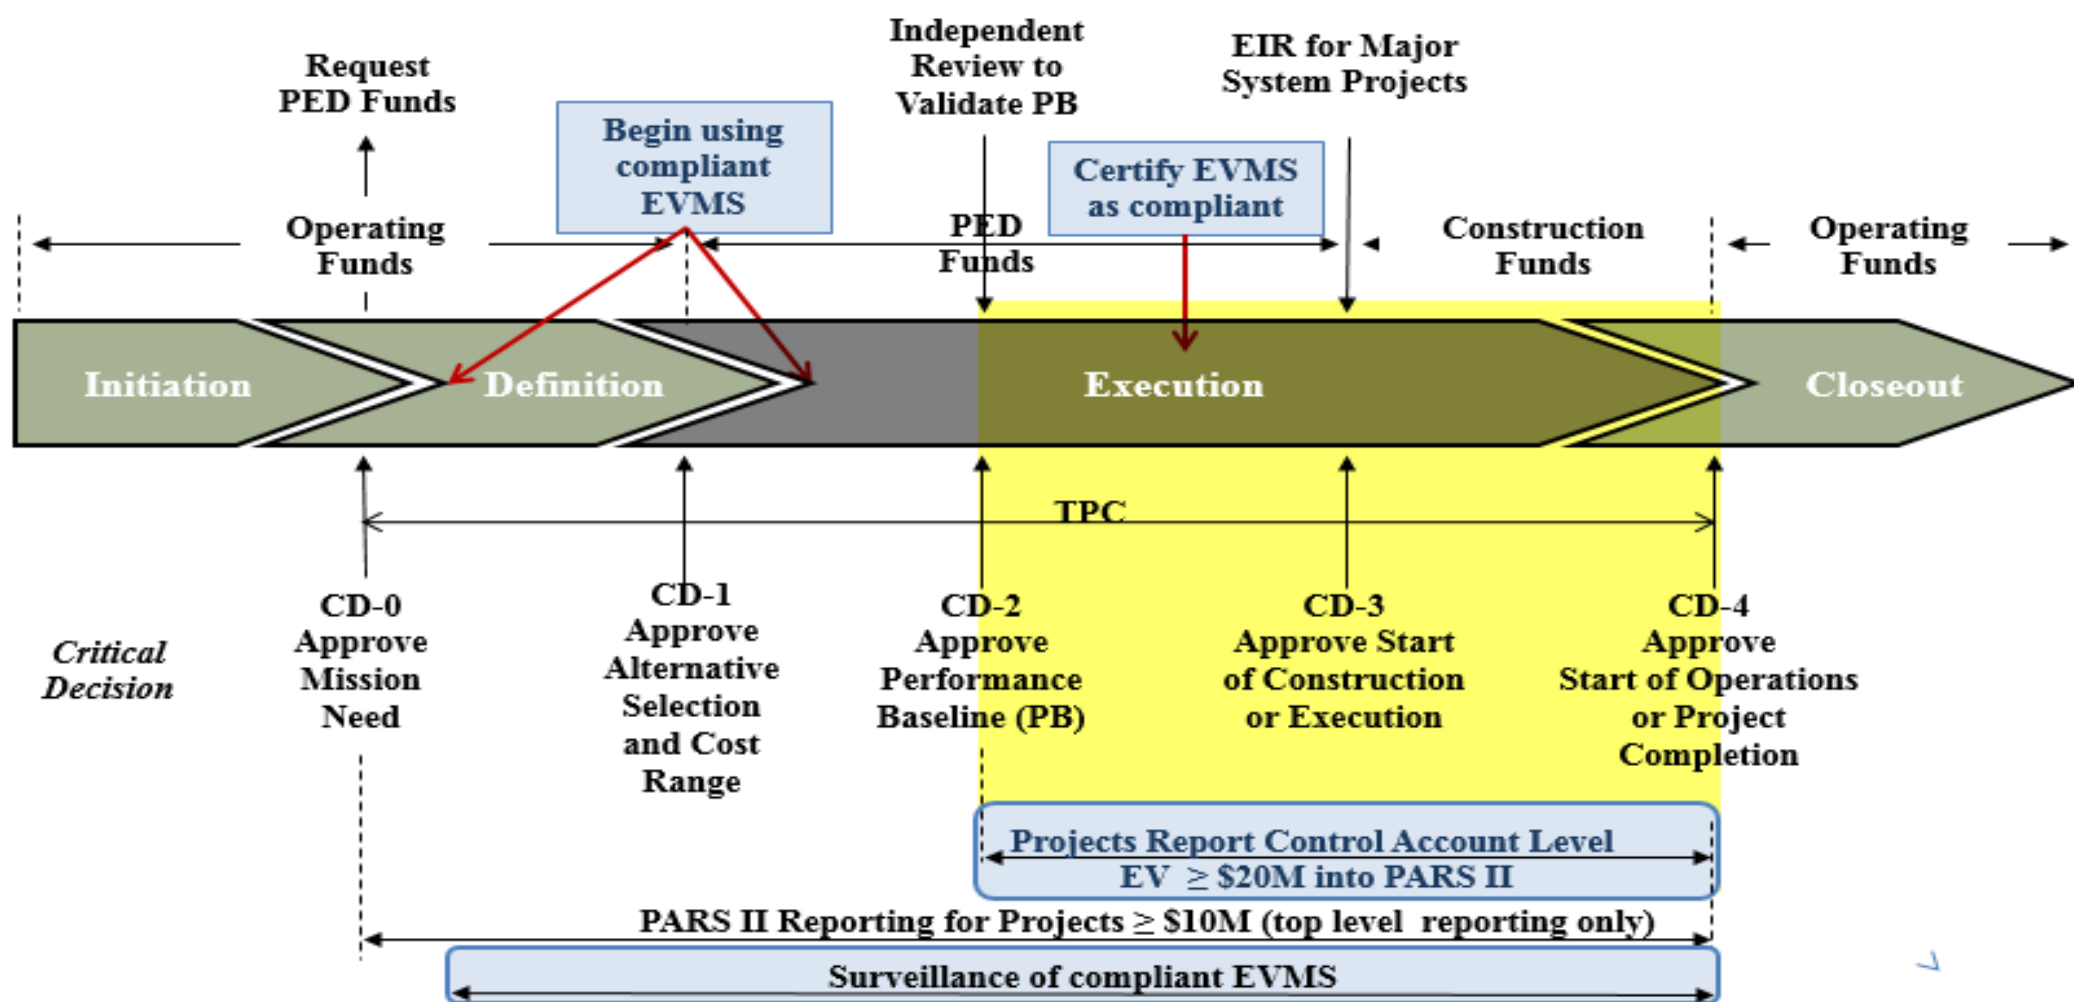 Request
PED Funds
Independent
Review to
Validate PB
EIR for Major
System Projects
Begin using
compliant
EVMS
Certify EVMS
as compliant
Operating
Funds
PED
Funds
Construction
Funds
Operating
Funds
Initiation
Definition
Execution
Closeout
TPC
Critical
Decision
CD-0
Approve
Mission
Need
CD-1
Approve
Alternative
Selection
and Cost
Range
CD-2
Approve
Performance
Baseline (PB)
CD-3
Approve Start
of Construction
or Execution
CD-4
Approve
Start of Operations
or Project
Completion
Projects Report Control Account Level
EV ≥ $20M into PARS II
PARS II Reporting for Projects ≥ $10M (top level reporting only)
Surveillance of compliant EVMS
7